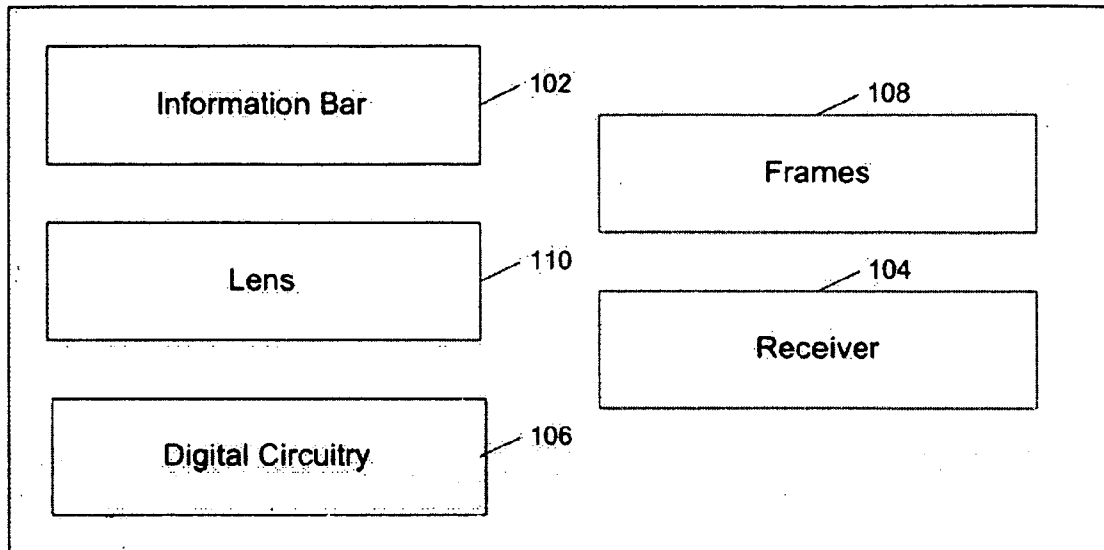 Information Bar
102
108
Frames
Lens
110
104
Receiver
Digital Circuitry
106